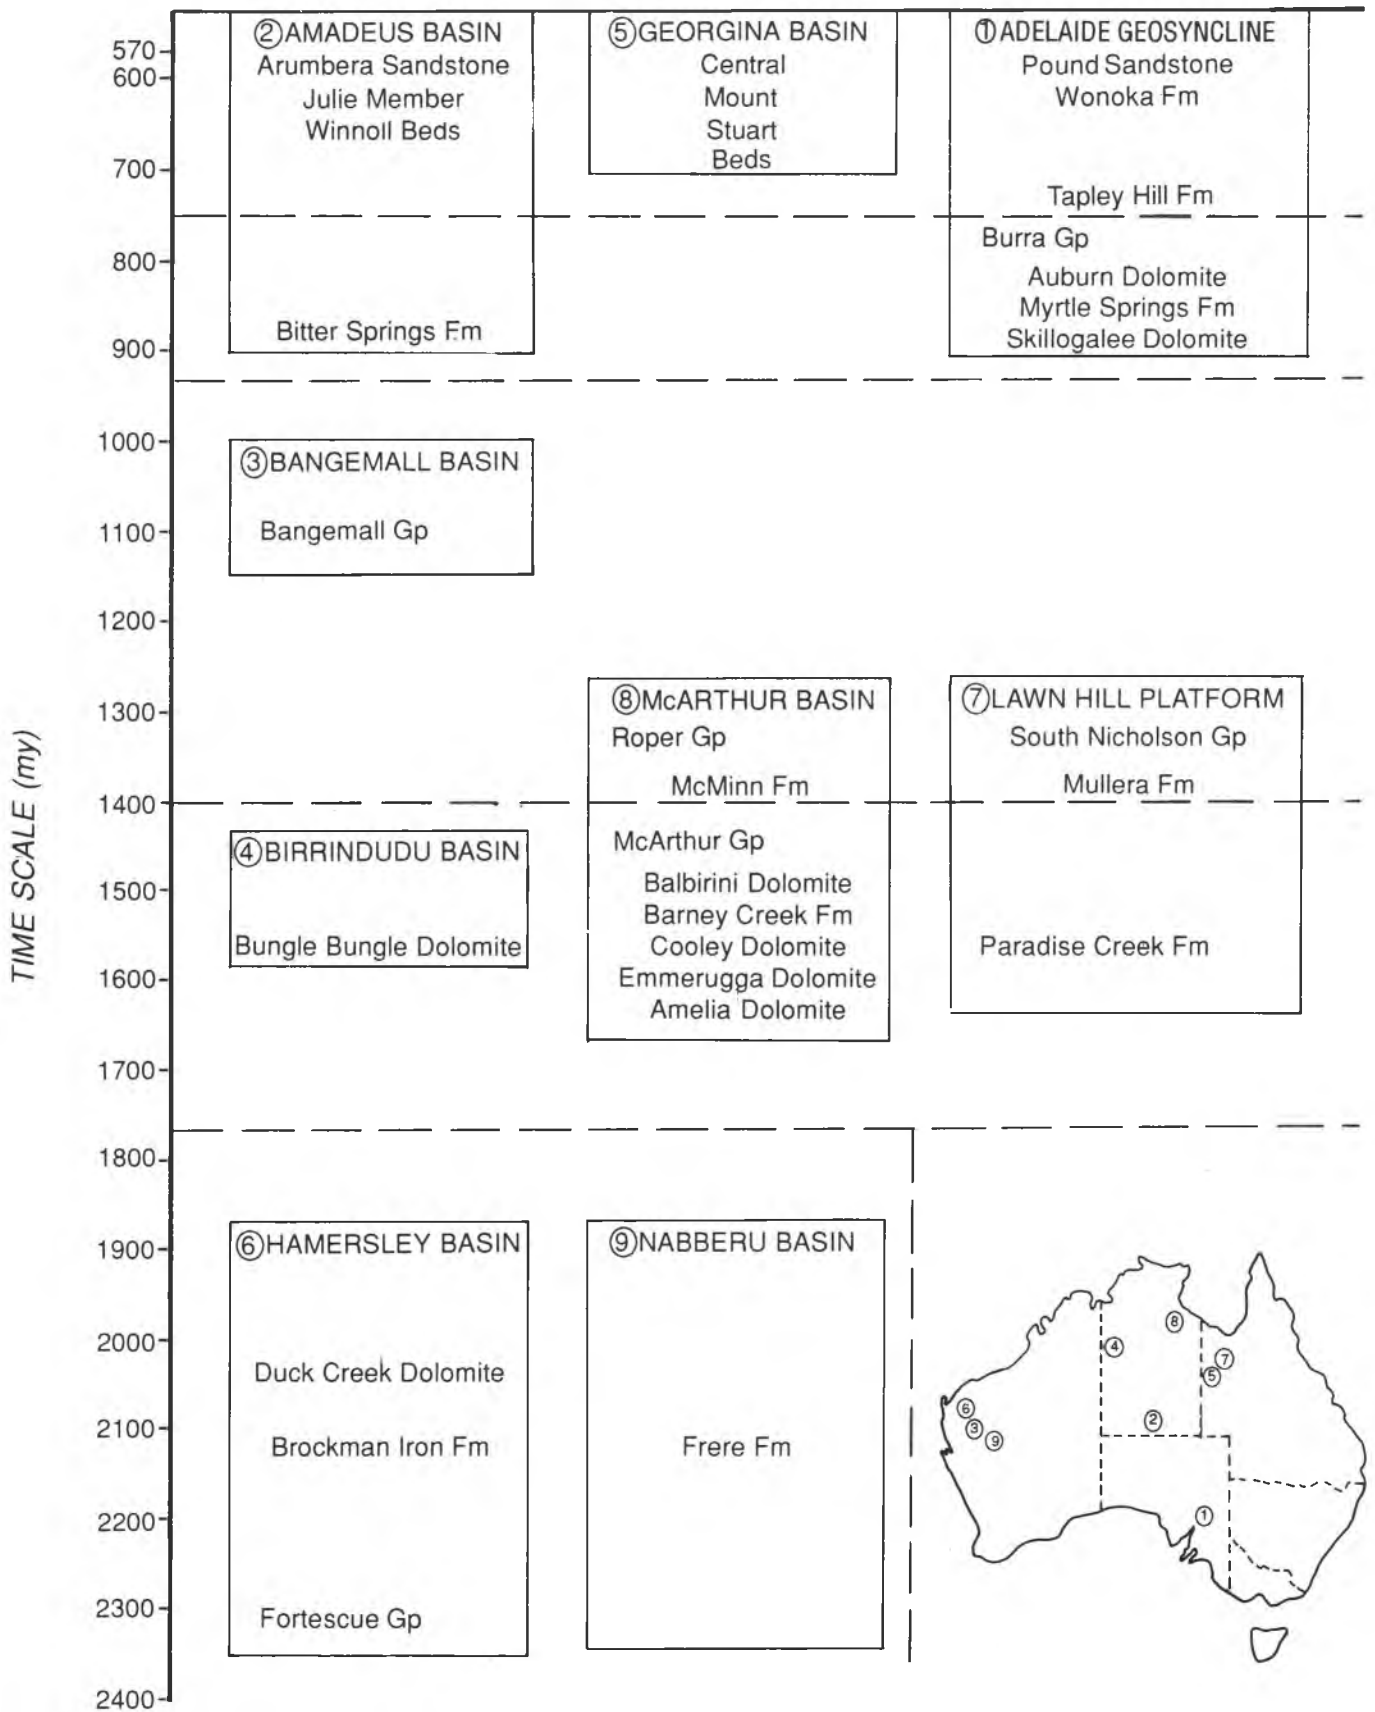 ②AMADEUS BASIN
Arumbera Sandstone
Julie Member
Winnoll Beds
Bitter Springs Fm
⑤GEORGINA BASIN
Central
Mount
Stuart
Beds
①ADELAIDE GEOSYNCLINE
Pound Sandstone
Wonoka Fm
Tapley Hill Fm
Burra Gp
Auburn Dolomite
Myrtle Springs Fm
Skillogalee Dolomite
③BANGEMALL BASIN
Bangemall Gp
⑧McARTHUR BASIN
Roper Gp
McMinn Fm
McArthur Gp
Balbirini Dolomite
Barney Creek Fm
Cooley Dolomite
Emmerugga Dolomite
Amelia Dolomite
⑦LAWN HILL PLATFORM
South Nicholson Gp
Mullera Fm
Paradise Creek Fm
④BIRRINDUDU BASIN
Bungle Bungle Dolomite
⑥HAMERSLEY BASIN
Duck Creek Dolomite
Brockman Iron Fm
Fortescue Gp
⑨NABBERU BASIN
Frere Fm
TIME SCALE (my)
570
600
700
800
900
1000
1100
1200
1300
1400
1500
1600
1700
1800
1900
2000
2100
2200
2300
2400
⑧
④
⑦
⑤
⑥
③
⑨
②
①